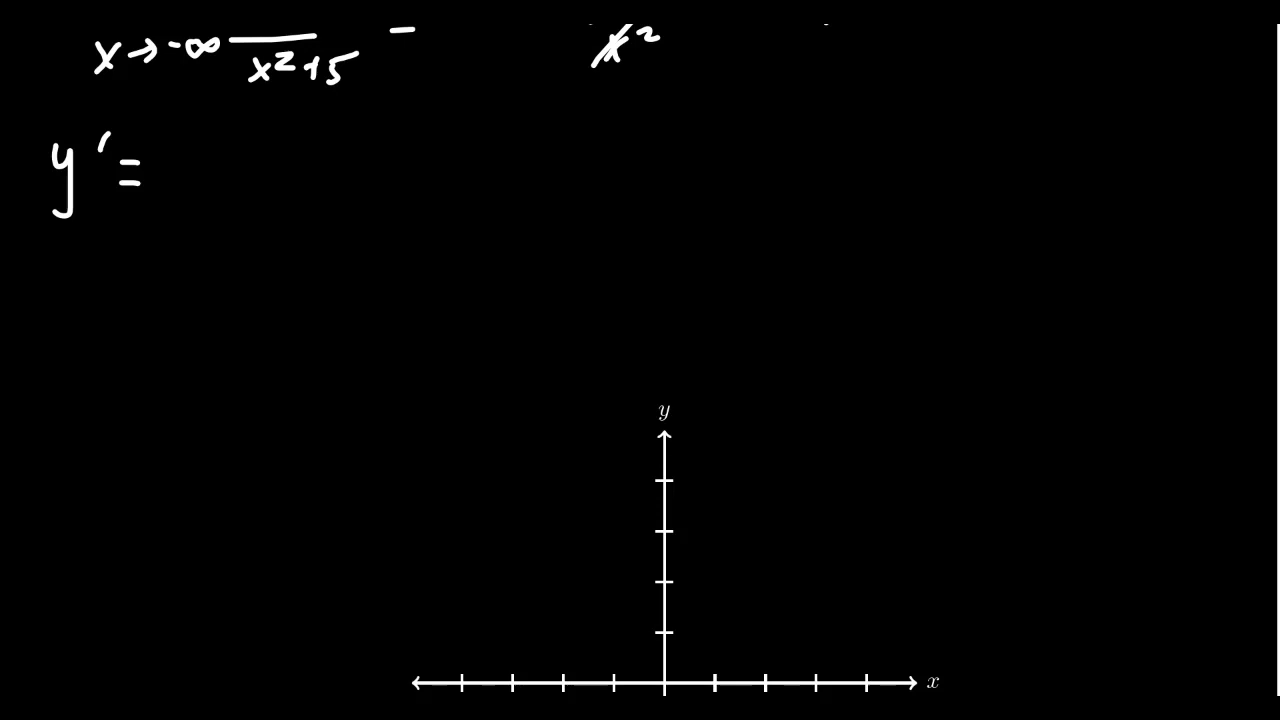 x→-∞ x²+5 = x²
y'=
y
x